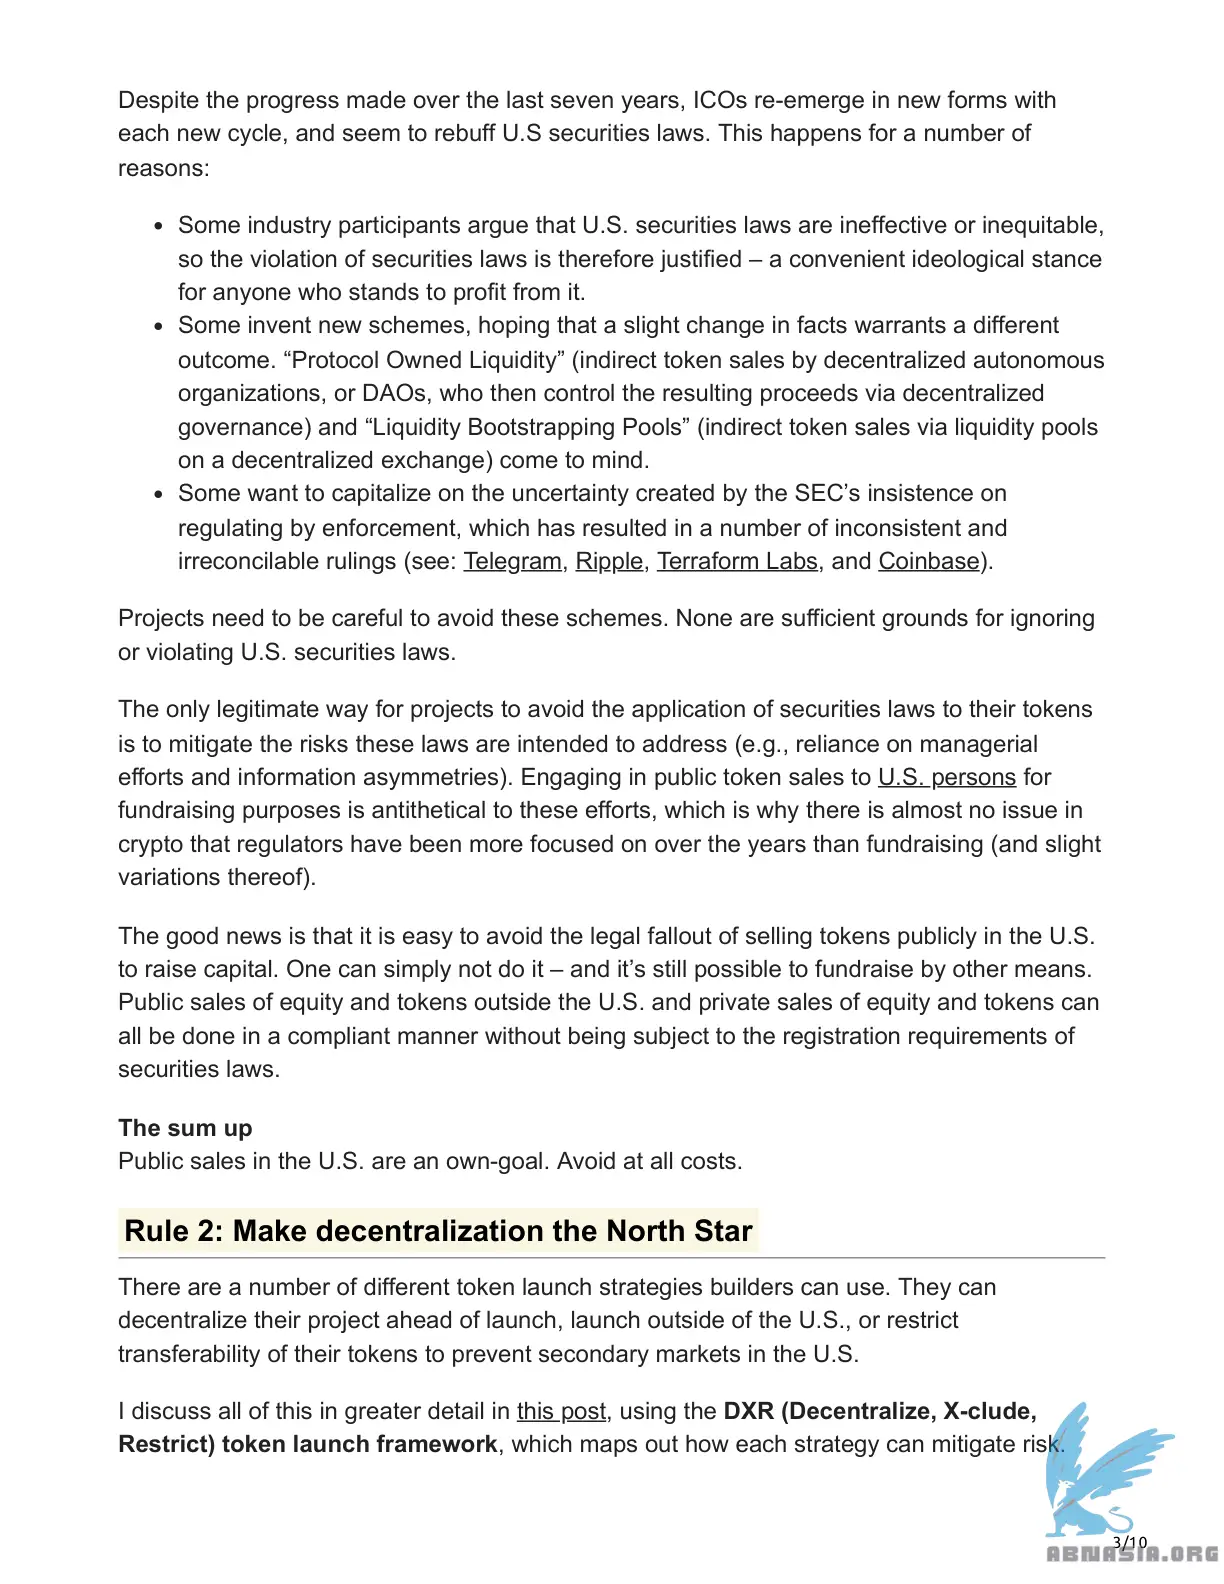 Despite the progress made over the last seven years, ICOs re-emerge in new forms with
each new cycle, and seem to rebuff U.S securities laws. This happens for a number of
reasons:
• Some industry participants argue that U.S. securities laws are ineffective or inequitable,
so the violation of securities laws is therefore justified – a convenient ideological stance
for anyone who stands to profit from it.
• Some invent new schemes, hoping that a slight change in facts warrants a different
outcome. “Protocol Owned Liquidity” (indirect token sales by decentralized autonomous
organizations, or DAOs, who then control the resulting proceeds via decentralized
governance) and “Liquidity Bootstrapping Pools” (indirect token sales via liquidity pools
on a decentralized exchange) come to mind.
• Some want to capitalize on the uncertainty created by the SEC’s insistence on
regulating by enforcement, which has resulted in a number of inconsistent and
irreconcilable rulings (see: Telegram, Ripple, Terraform Labs, and Coinbase).
Projects need to be careful to avoid these schemes. None are sufficient grounds for ignoring
or violating U.S. securities laws.
The only legitimate way for projects to avoid the application of securities laws to their tokens
is to mitigate the risks these laws are intended to address (e.g., reliance on managerial
efforts and information asymmetries). Engaging in public token sales to U.S. persons for
fundraising purposes is antithetical to these efforts, which is why there is almost no issue in
crypto that regulators have been more focused on over the years than fundraising (and slight
variations thereof).
The good news is that it is easy to avoid the legal fallout of selling tokens publicly in the U.S.
to raise capital. One can simply not do it – and it’s still possible to fundraise by other means.
Public sales of equity and tokens outside the U.S. and private sales of equity and tokens can
all be done in a compliant manner without being subject to the registration requirements of
securities laws.
The sum up
Public sales in the U.S. are an own-goal. Avoid at all costs.
Rule 2: Make decentralization the North Star
There are a number of different token launch strategies builders can use. They can
decentralize their project ahead of launch, launch outside of the U.S., or restrict
transferability of their tokens to prevent secondary markets in the U.S.
I discuss all of this in greater detail in this post, using the DXR (Decentralize, X-clude,
Restrict) token launch framework, which maps out how each strategy can mitigate risk.
3/10
ABNASIA.ORG